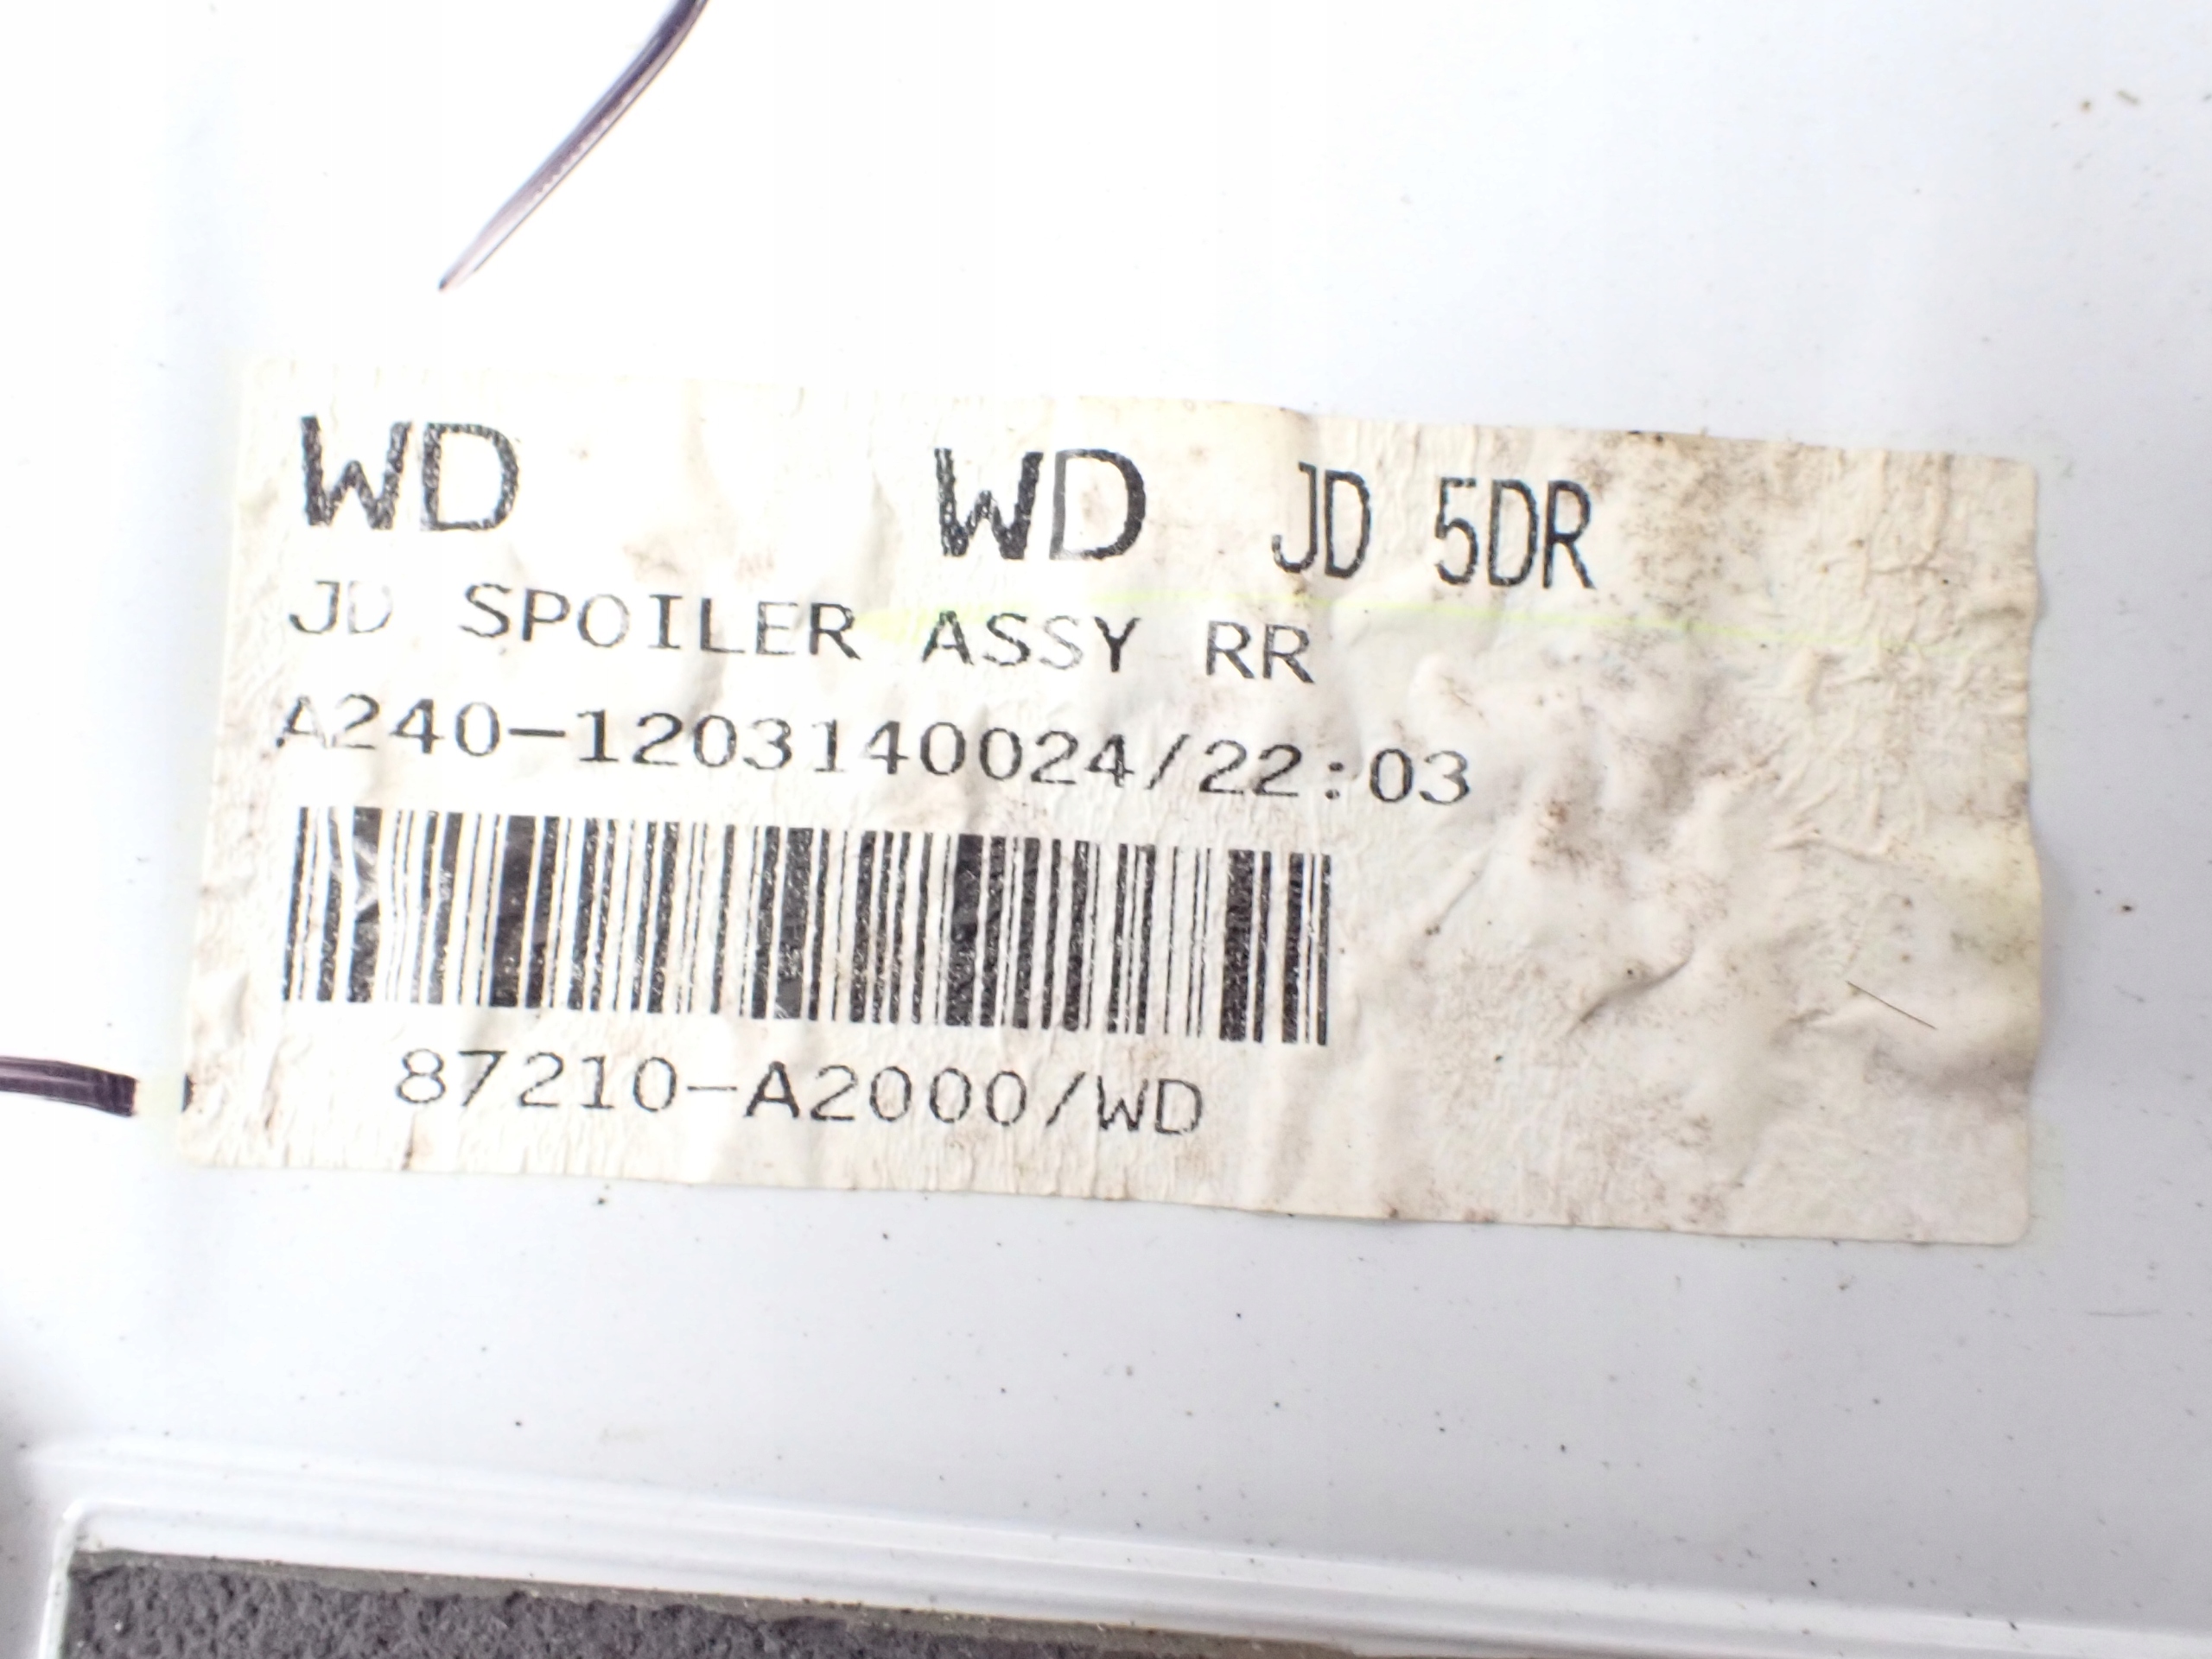 WD WD JD 5DR
JD SPOILER ASSY RR
A240-1203140024/22:03
87210-A2000/WD